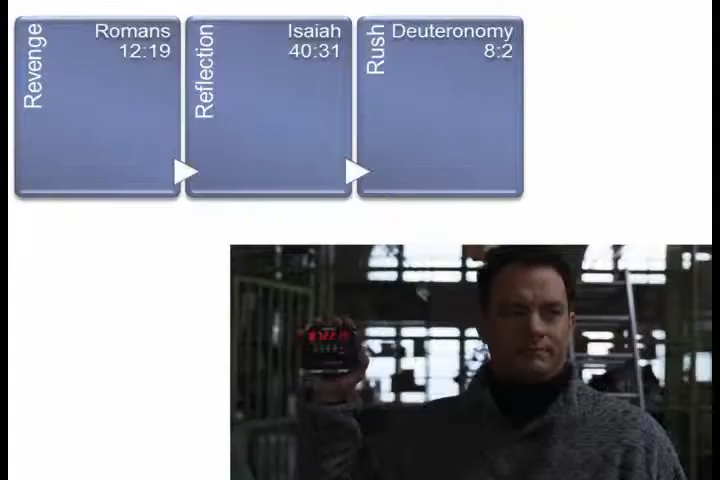 Revenge
Romans
12:19
Reflection
Isaiah
40:31
Rush
Deuteronomy
8:2